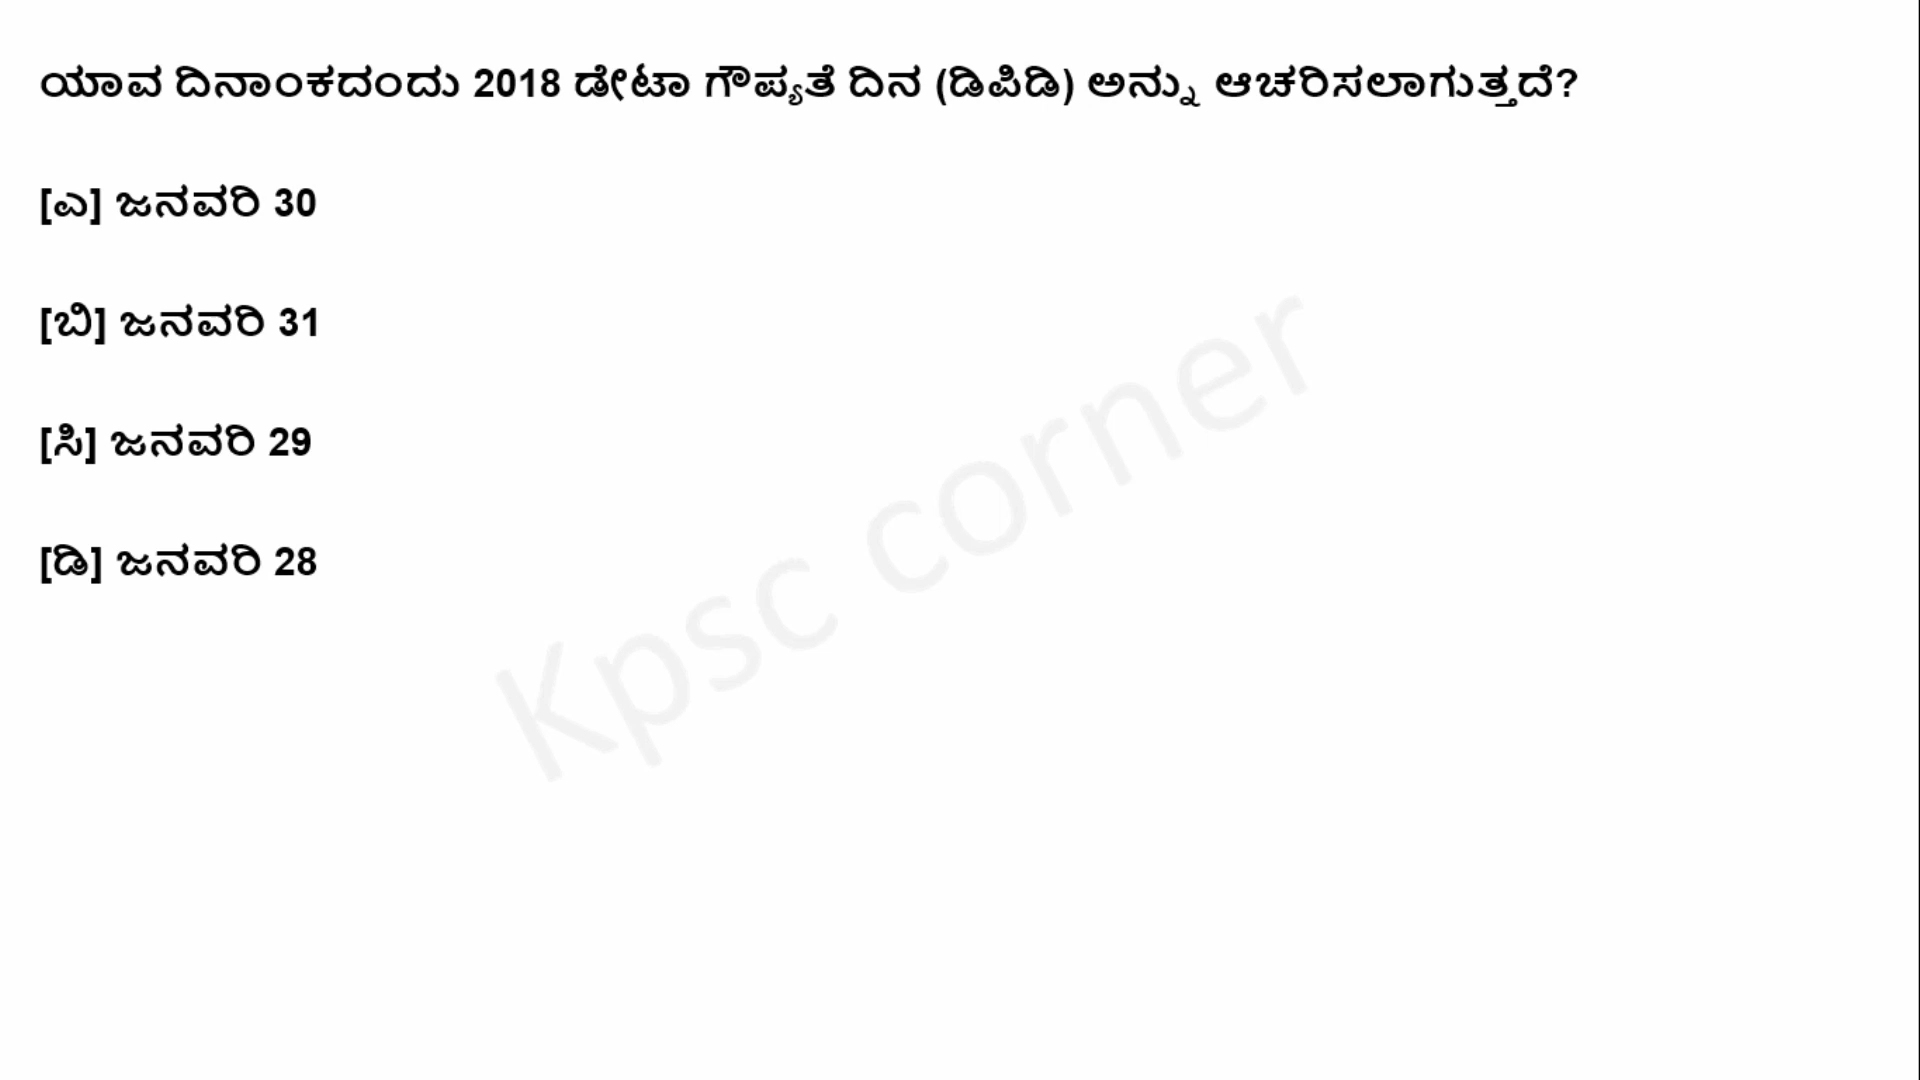 ಯಾವ ದಿನಾಂಕದಂದು 2018 ಡೇಟಾ ಗೌಪ್ಯತೆ ದಿನ (ಡಿಪಿಡಿ) ಅನ್ನು ಆಚರಿಸಲಾಗುತ್ತದೆ?
[ಎ] ಜನವರಿ 30
[ಬಿ] ಜನವರಿ 31
[ಸಿ] ಜನವರಿ 29
[ಡಿ] ಜನವರಿ 28
Kpsc corner